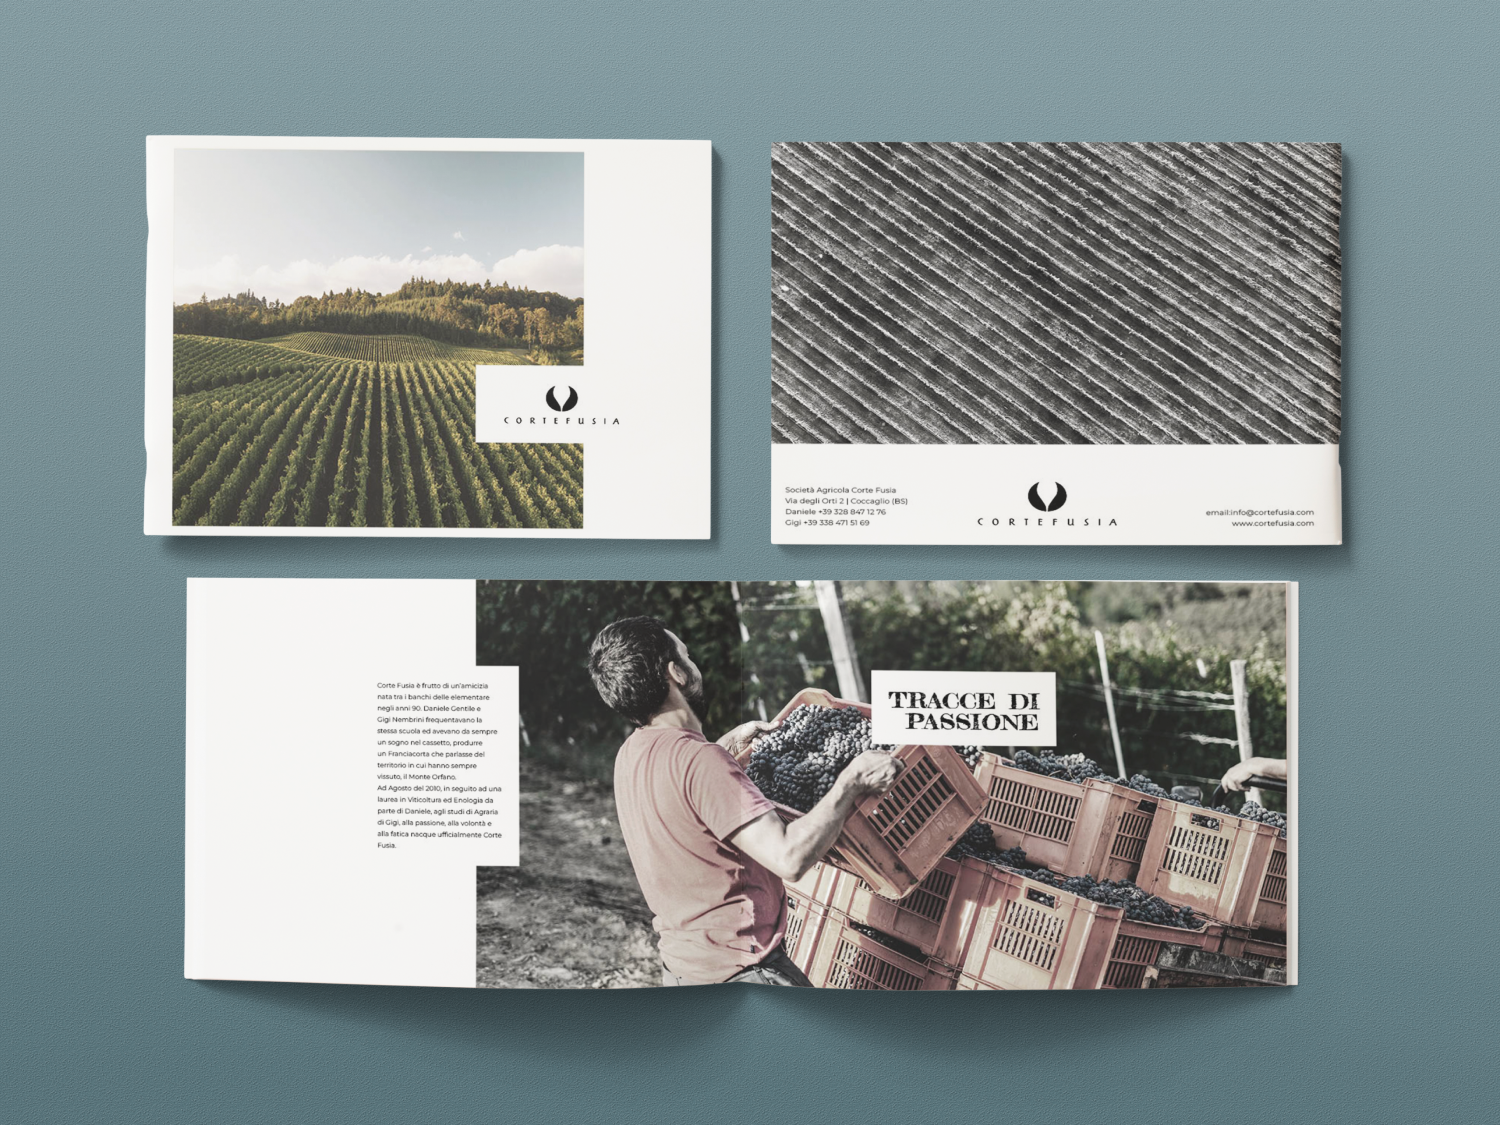 CORTEFUSIA
Società Agricola Corte Fusia
Via degli Orti 2 | Coccaglio (BS)
Daniele +39 328 847 12 76
Gigi +39 338 471 51 69
CORTEFUSIA
email:info@cortefusia.com
www.cortefusia.com
Corte Fusia è frutto di un'amicizia
nata tra i banchi delle elementare
negli anni 90. Daniele Gentile e
Gigi Nembrini frequentavano la
stessa scuola ed avevano da sempre
un sogno nel cassetto, produrre
un Franciacorta che parlasse del
territorio in cui hanno sempre
vissuto, il Monte Orfano.
Ad Agosto del 2010, in seguito ad una
laurea in Viticoltura ed Enologia da
parte di Daniele, agli studi di Agraria
di Gigi, alla passione, alla volontà e
alla fatica nacque ufficialmente Corte
Fusia.
TRACCE DI
PASSIONE